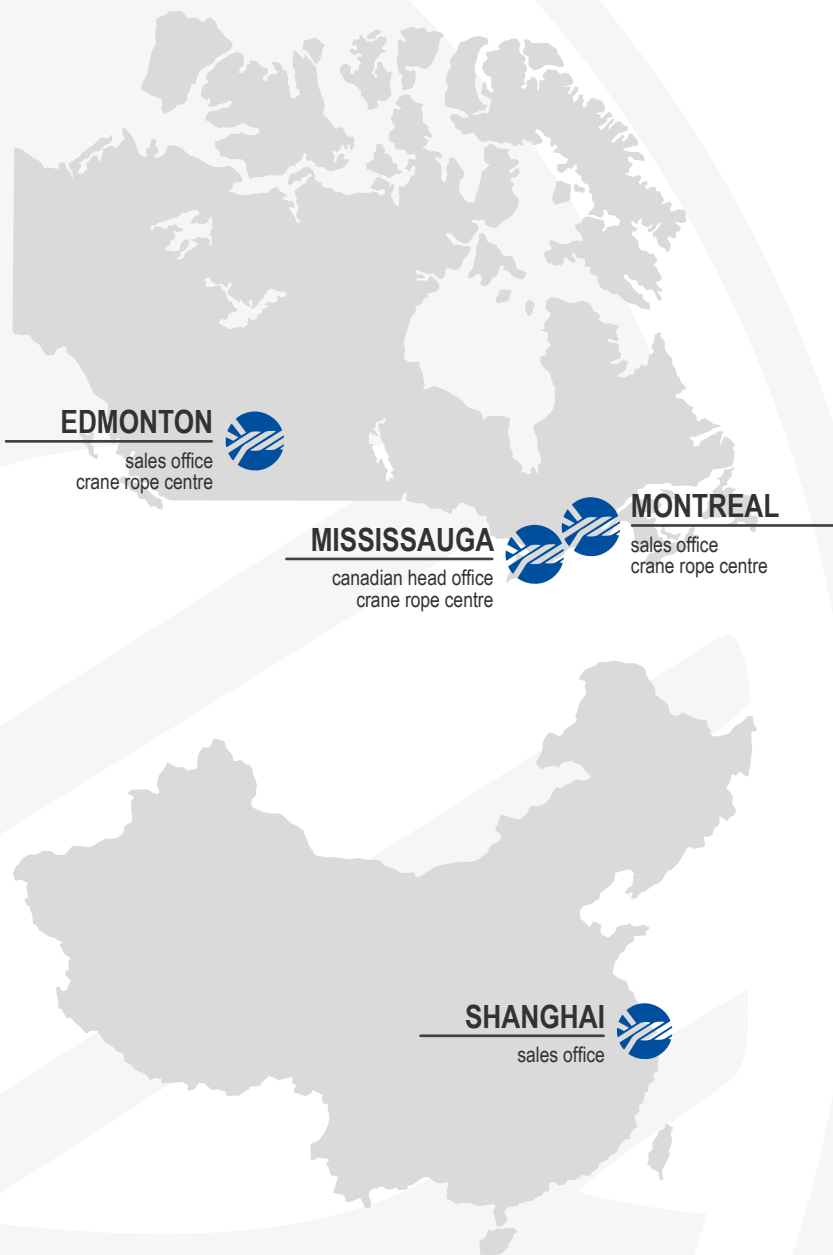 EDMONTON
sales office
crane rope centre
MONTREAL
sales office
crane rope centre
MISSISSAUGA
canadian head office
crane rope centre
SHANGHAI
sales office